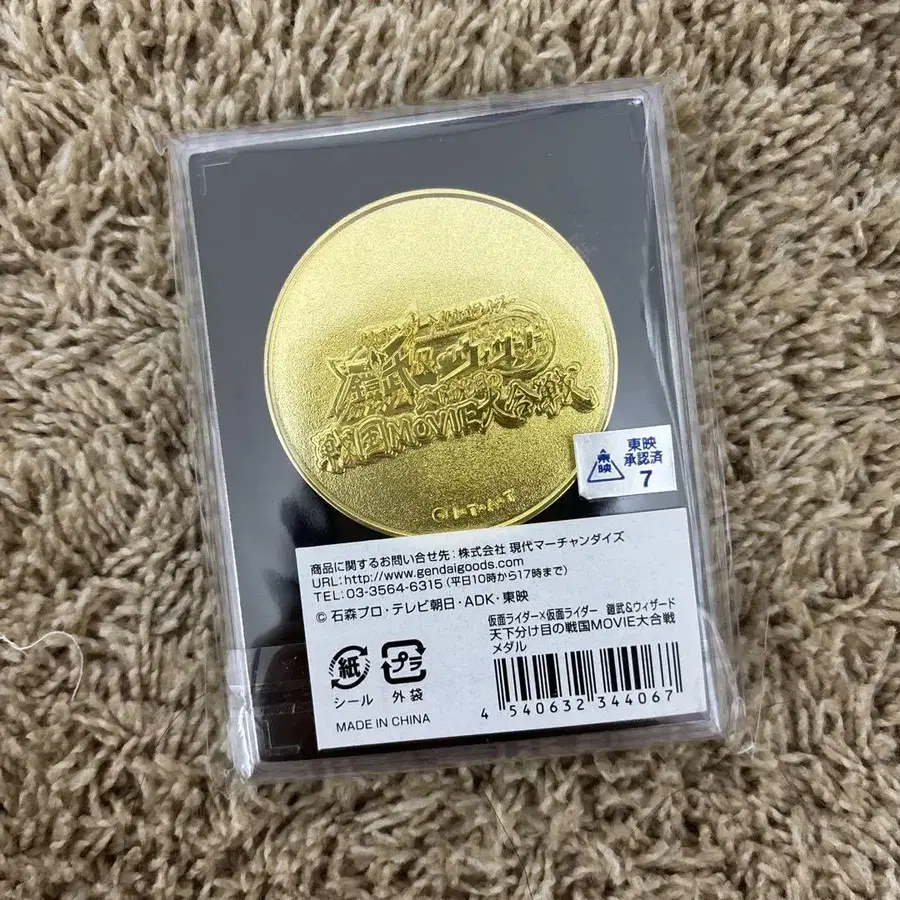 鎧武&ウィザード
戦国MOVIE大合戦
東映
東映
承認済
7
商品に関するお問い合せ先:株式会社 現代マーチャンダイズ
URL:http://www.gendaigoods.com
TEL:03-3564-6315(平日10時から17時まで)
© 石森プロ・テレビ朝日・ADK・東映
仮面ライダー×仮面ライダー 鎧武&ウィザード
天下分け目の戦国MOVIE大合戦
メダル
紙
シール
プラ
外袋
MADE IN CHINA
4 540632 344067